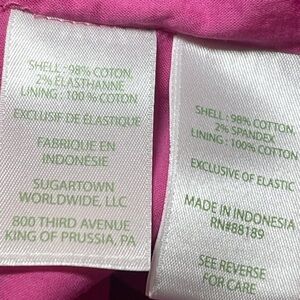 SHELL : 98% COTON,
2% ÉLASTHANNE
LINING : 100 % COTON
EXCLUSIF DE ÉLASTIQUE
FABRIQUE EN
INDONÉSIE
SUGARTOWN
WORLDWIDE, LLC
800 THIRD AVENUE
KING OF PRUSSIA, PA
SHELL : 98% COTTON,
2% SPANDEX
LINING : 100% COTTON
EXCLUSIVE OF ELASTIC
MADE IN INDONESIA
RN#88189
SEE REVERSE
FOR CARE